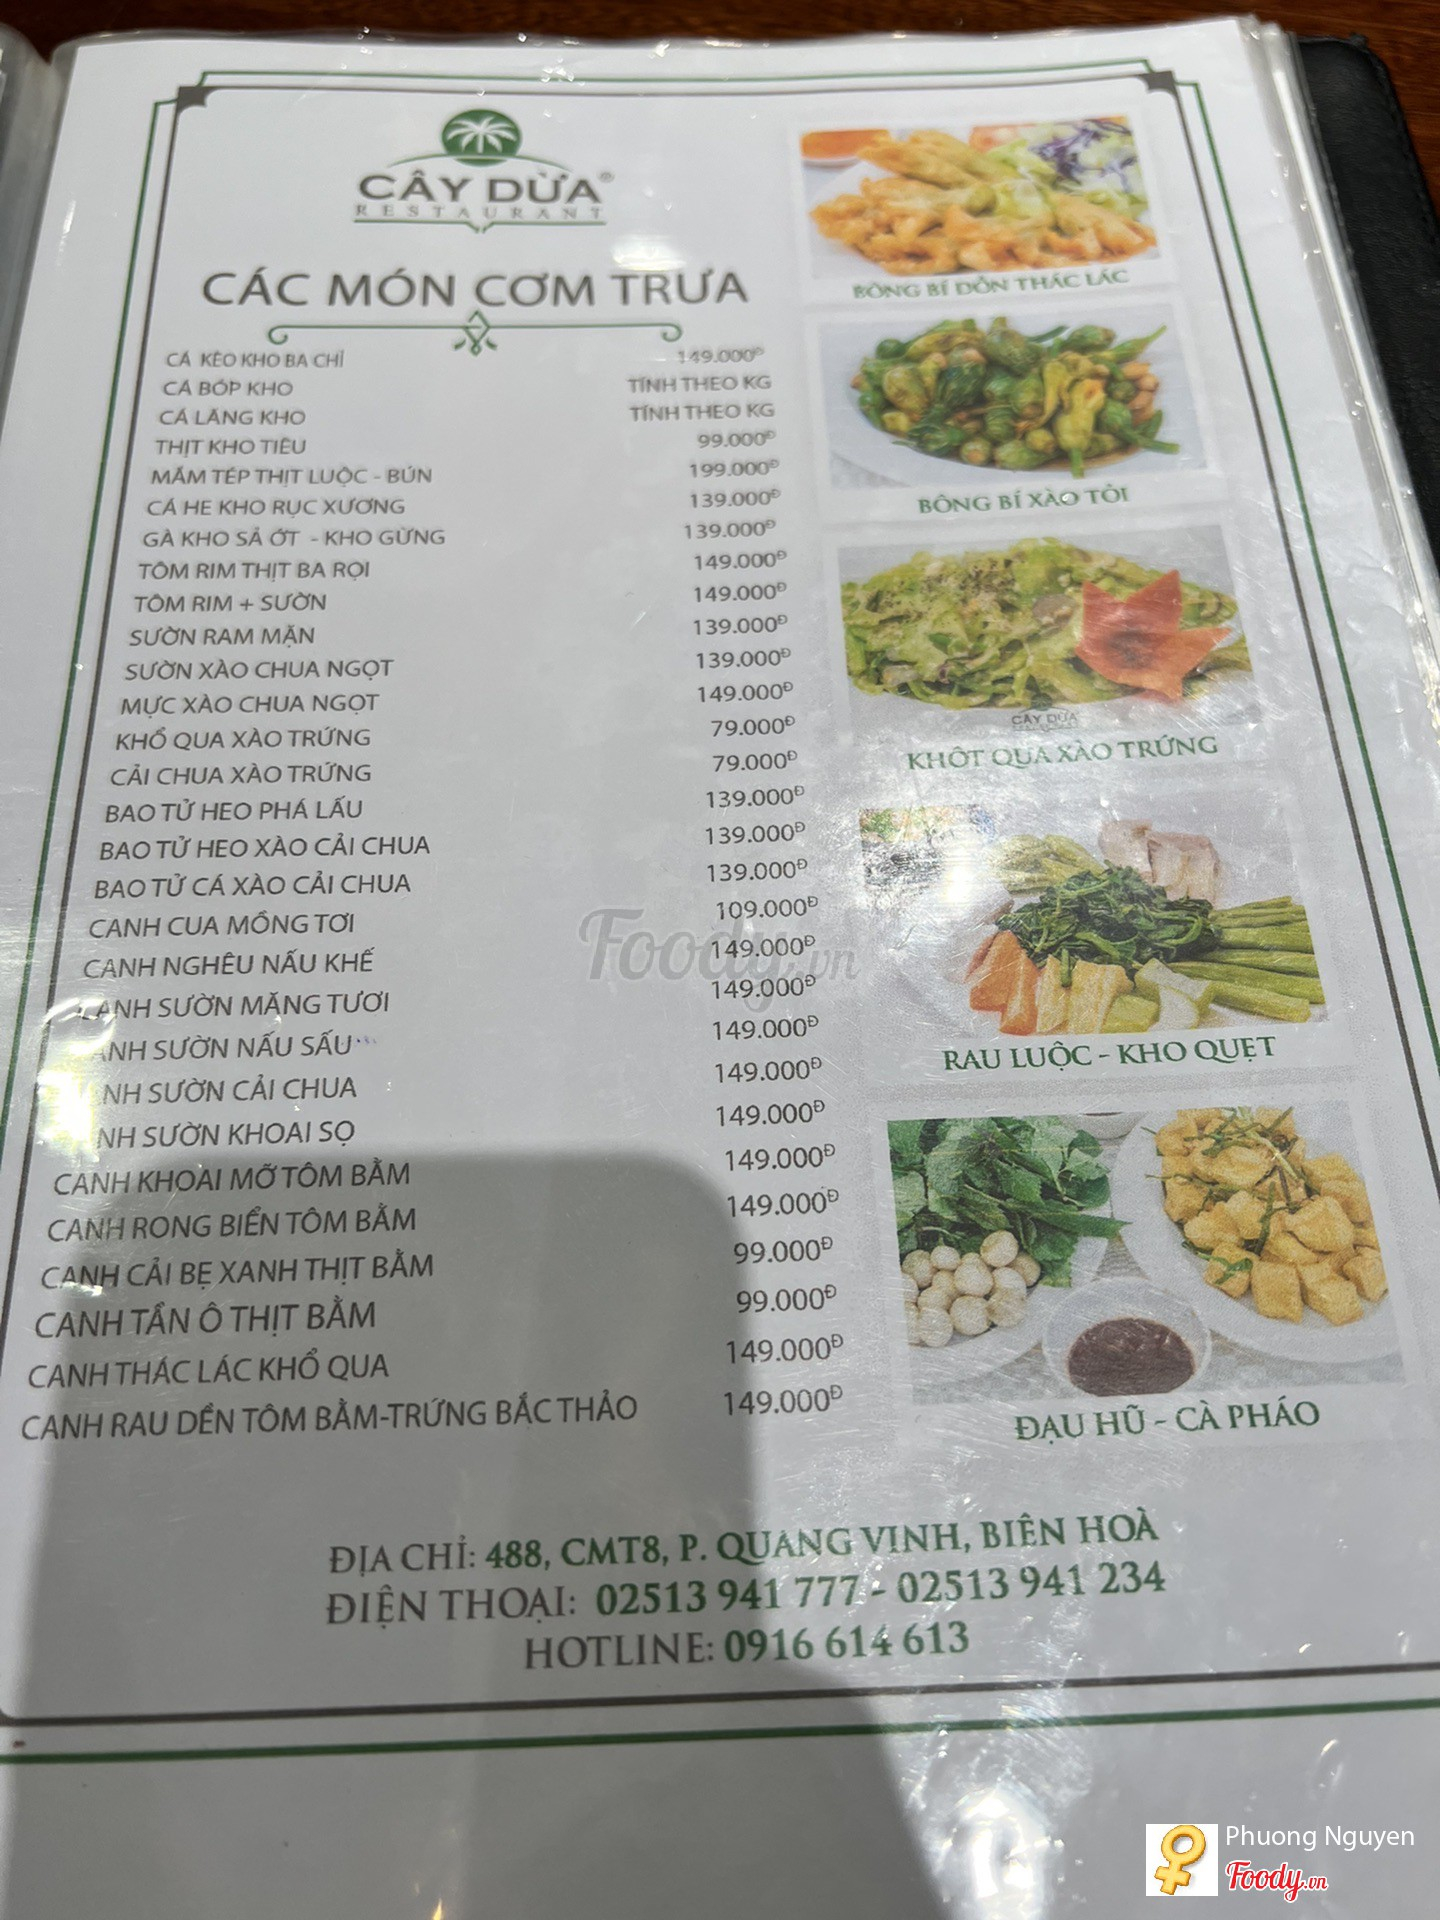 CÂY DỪA®
RESTAURANT
CÁC MÓN CƠM TRƯA
CÁ KÈO KHO BA CHỈ 149.000Đ
CÁ BÓP KHO TÍNH THEO KG
CÁ LĂNG KHO TÍNH THEO KG
THỊT KHO TIÊU 99.000Đ
MẮM TÉP THỊT LUỘC - BÚN 199.000Đ
CÁ HE KHO RỤC XƯƠNG 139.000Đ
GÀ KHO SẢ ỚT - KHO GỪNG 139.000Đ
TÔM RIM THỊT BA RỌI 149.000Đ
TÔM RIM + SƯỜN 149.000Đ
SƯỜN RAM MẶN 139.000Đ
SƯỜN XÀO CHUA NGỌT 139.000Đ
MỰC XÀO CHUA NGỌT 149.000Đ
KHỔ QUA XÀO TRỨNG 79.000Đ
CẢI CHUA XÀO TRỨNG 79.000Đ
BAO TỬ HEO PHÁ LẤU 139.000Đ
BAO TỬ HEO XÀO CẢI CHUA 139.000Đ
BAO TỬ CÁ XÀO CẢI CHUA 139.000Đ
CANH CUA MỒNG TƠI 109.000Đ
CANH NGHÊU NẤU KHẾ 149.000Đ
CANH SƯỜN MĂNG TƯƠI 149.000Đ
ANH SƯỜN NẤU SẤU 149.000Đ
NH SƯỜN CẢI CHUA 149.000Đ
NH SƯỜN KHOAI SỌ 149.000Đ
CANH KHOAI MỠ TÔM BẰM 149.000Đ
CANH RONG BIỂN TÔM BẰM 149.000Đ
CANH CẢI BẸ XANH THỊT BẰM 99.000Đ
CANH TẦN Ô THỊT BẰM 99.000Đ
CANH THÁC LÁC KHỔ QUA 149.000Đ
CANH RAU DỀN TÔM BẰM-TRỨNG BẮC THẢO 149.000Đ
BÔNG BÍ DỒN THÁC LÁC
BÔNG BÍ XÀO TỎI
CÂY DỪA
KHÔT QUA XÀO TRỨNG
RAU LUỘC - KHO QUẸT
ĐẬU HŨ - CÀ PHÁO
Foody.vn
ĐỊA CHỈ: 488, CMT8, P. QUANG VINH, BIÊN HOÀ
ĐIỆN THOẠI: 02513 941 777 - 02513 941 234
HOTLINE: 0916 614 613
Phuong Nguyen
Foody.vn